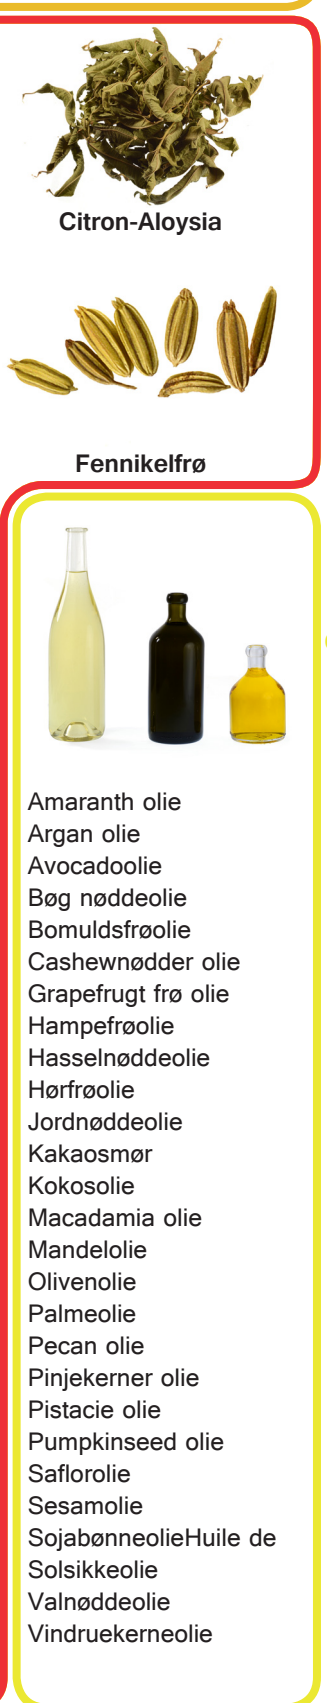 Citron-Aloysia
Fennikelfrø
Amaranth olie
Argan olie
Avocadoolie
Bøg nøddeolie
Bomuldsfrøolie
Cashewnødder olie
Grapefrugt frø olie
Hampefrøolie
Hasselnøddeolie
Hørfrøolie
Jordnøddeolie
Kakaosmør
Kokosolie
Macadamia olie
Mandelolie
Olivenolie
Palmeolie
Pecan olie
Pinjekerner olie
Pistacie olie
Pumpkinseed olie
Saflorolie
Sesamolie
SojabønneolieHuile de
Solsikkeolie
Valnøddeolie
Vindruekerneolie